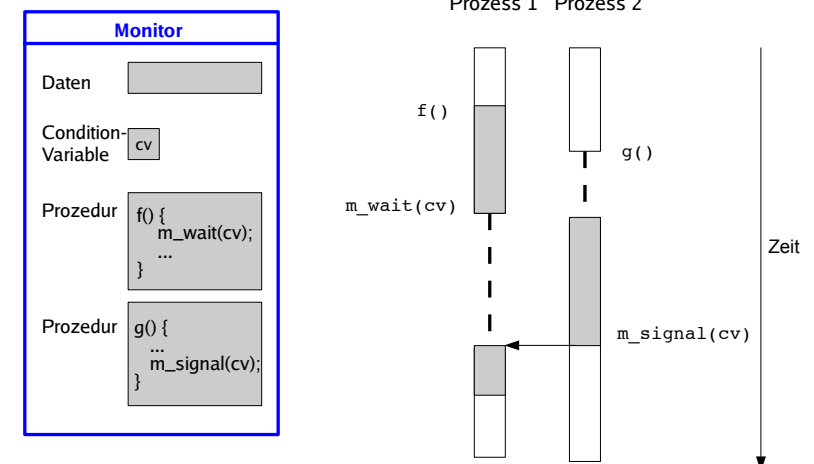 Monitor
Daten
Condition-
Variable
cv
Prozedur
f() {
m_wait(cv);
...
}
Prozedur
g() {
...
m_signal(cv);
}
Prozess 1 Prozess 2
f()
g()
m_wait(cv)
Zeit
m_signal(cv)